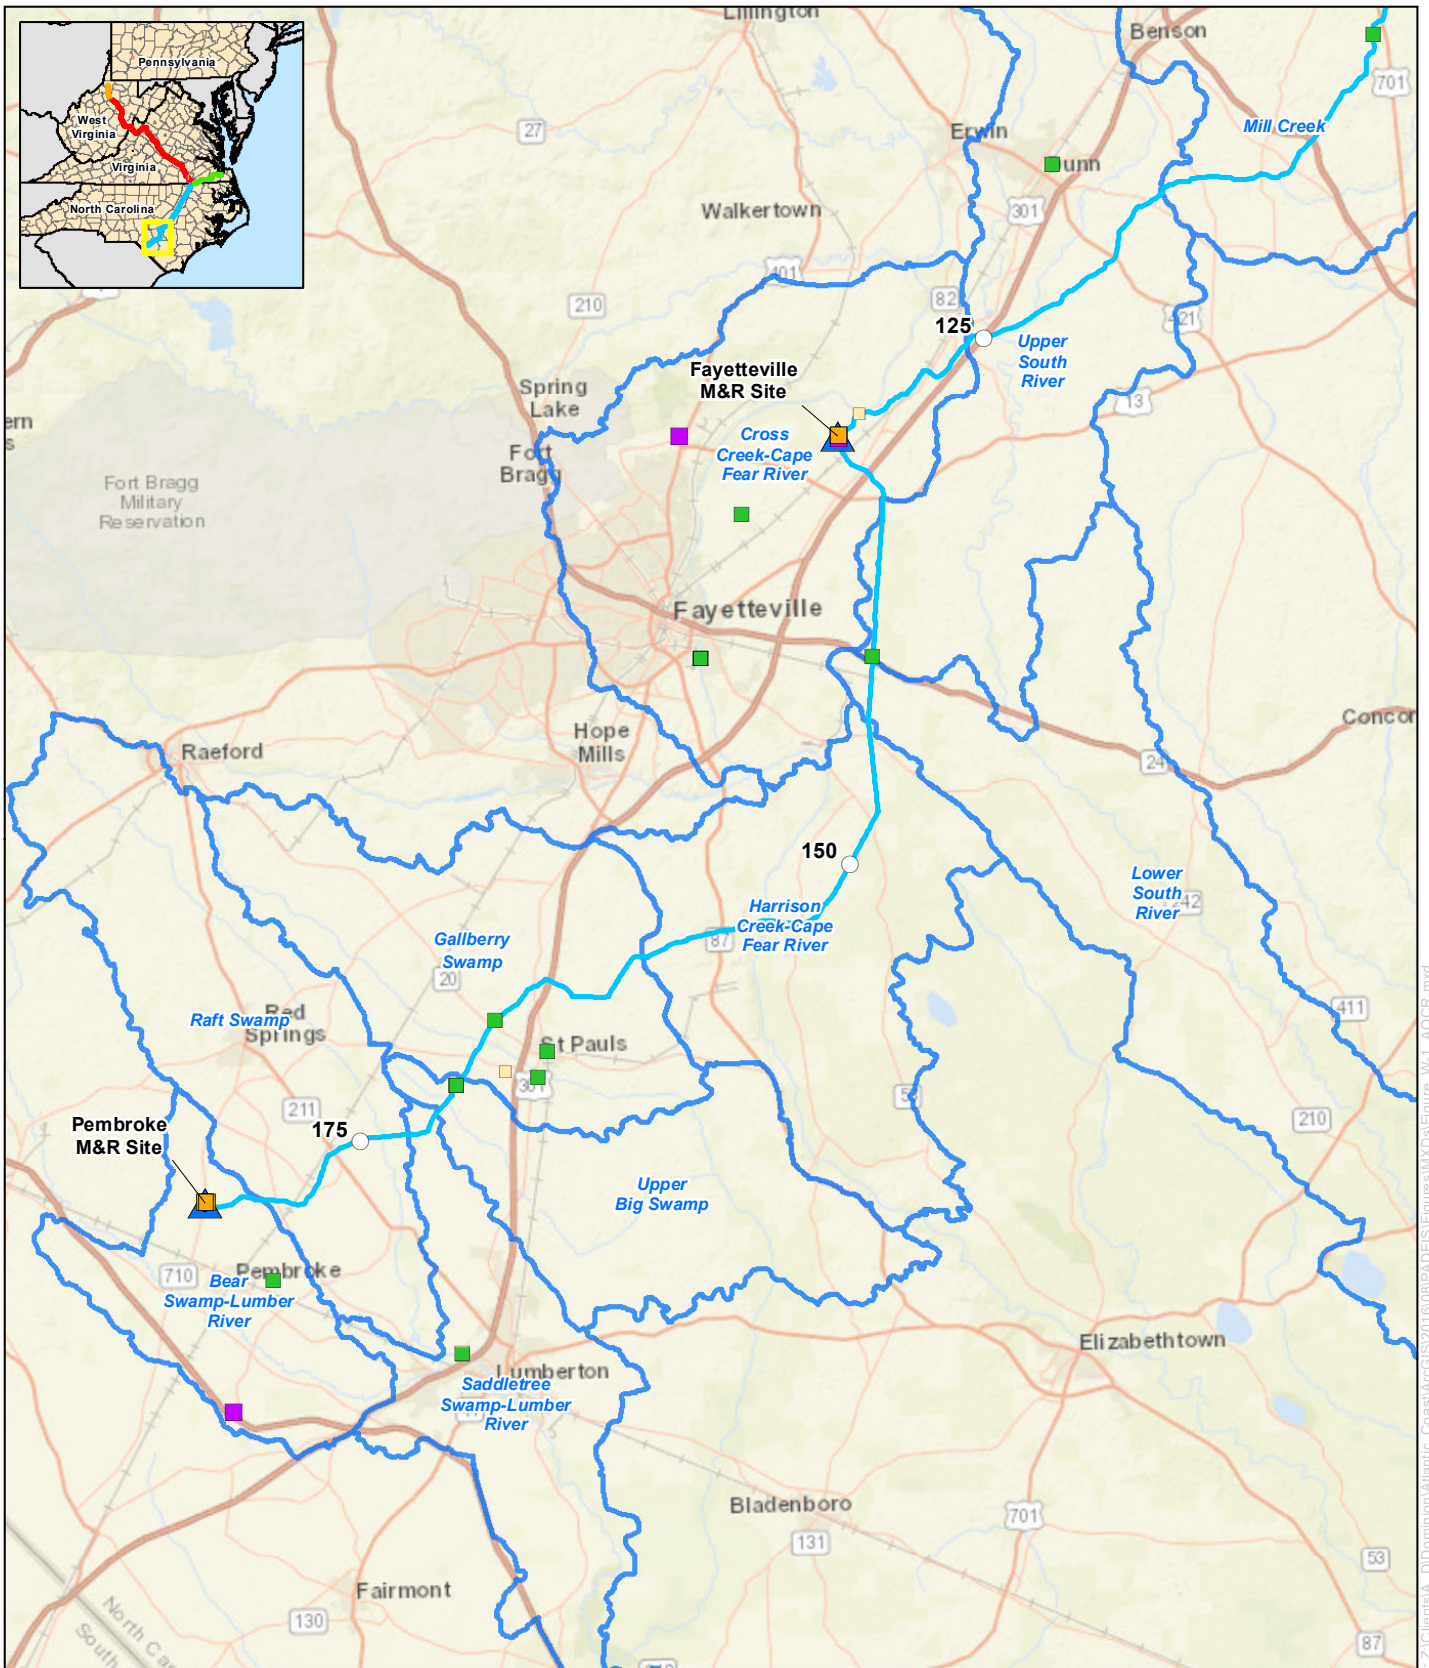 Lillington
Benson
701
Pennsylvania
West
Virginia
Virginia
North Carolina
27
Erwin
Dunn
Mill Creek
Walkertown
301
401
210
82
125
421
Upper
South
River
Fayetteville
M&R Site
Spring
Lake
13
ern
s
Cross
Creek-Cape
Fear River
Fort
Bragg
Fort Bragg
Military
Reservation
Fayetteville
Concor
Hope
Mills
Raeford
24
150
Lower
South
River
242
Harrison
Creek-Cape
Fear River
87
Gallberry
Swamp
20
411
Red
Springs
Raft Swamp
St Pauls
301
53
211
175
210
Pembroke
M&R Site
Upper
Big Swamp
710
Pembroke
Bear
Swamp-Lumber
River
Elizabethtown
Lumberton
Saddletree
Swamp-Lumber
River
Bladenboro
701
131
53
Fairmont
130
North Car
South
87